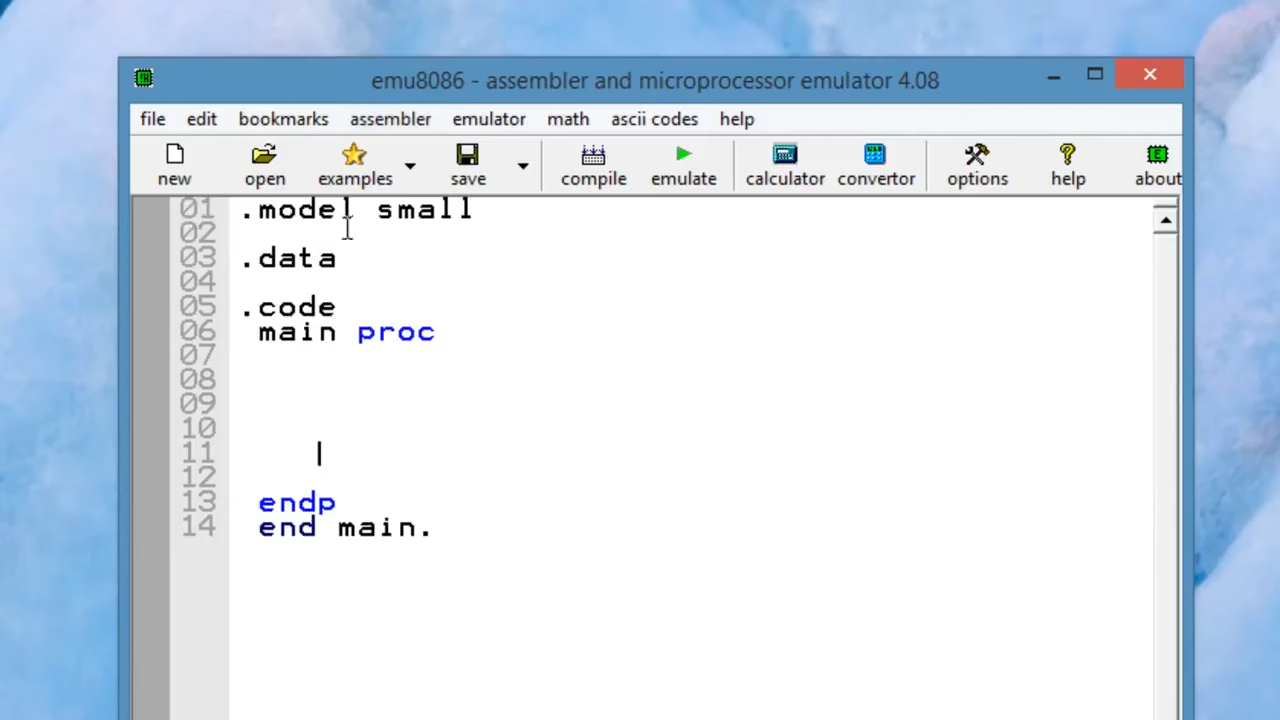 emu8086 - assembler and microprocessor emulator 4.08
file edit bookmarks assembler emulator math ascii codes help
new open examples save compile emulate calculator convertor options help about
01 .model small
02
03 .data
04
05 .code
06 main proc
07
08
09
10
11
12
13 endp
14 end main.